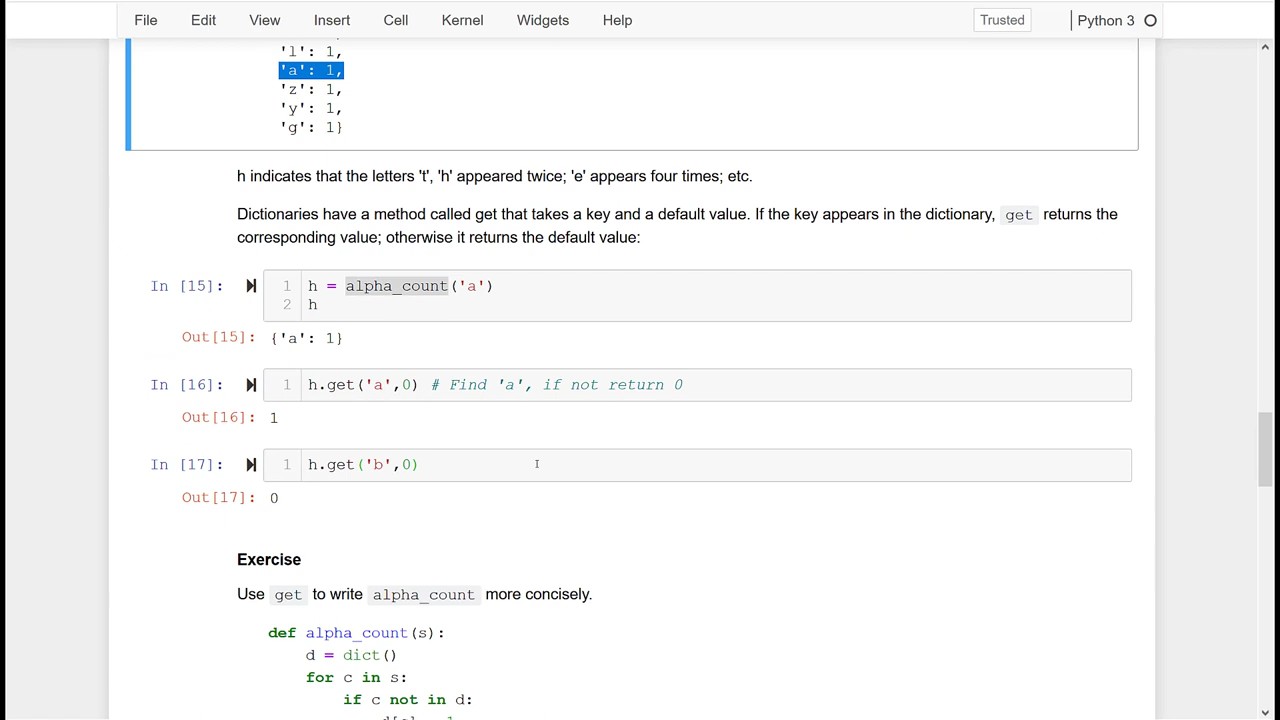 File Edit View Insert Cell Kernel Widgets Help Trusted Python 3
'l': 1,
'a': 1,
'z': 1,
'y': 1,
'g': 1}
h indicates that the letters 't', 'h' appeared twice; 'e' appears four times; etc.
Dictionaries have a method called get that takes a key and a default value. If the key appears in the dictionary, get returns the
corresponding value; otherwise it returns the default value:
In [15]: 1 h = alpha_count('a')
2 h
Out[15]: {'a': 1}
In [16]: 1 h.get('a',0) # Find 'a', if not return 0
Out[16]: 1
In [17]: 1 h.get('b',0)
Out[17]: 0
Exercise
Use get to write alpha_count more concisely.
def alpha_count(s):
d = dict()
for c in s:
if c not in d: